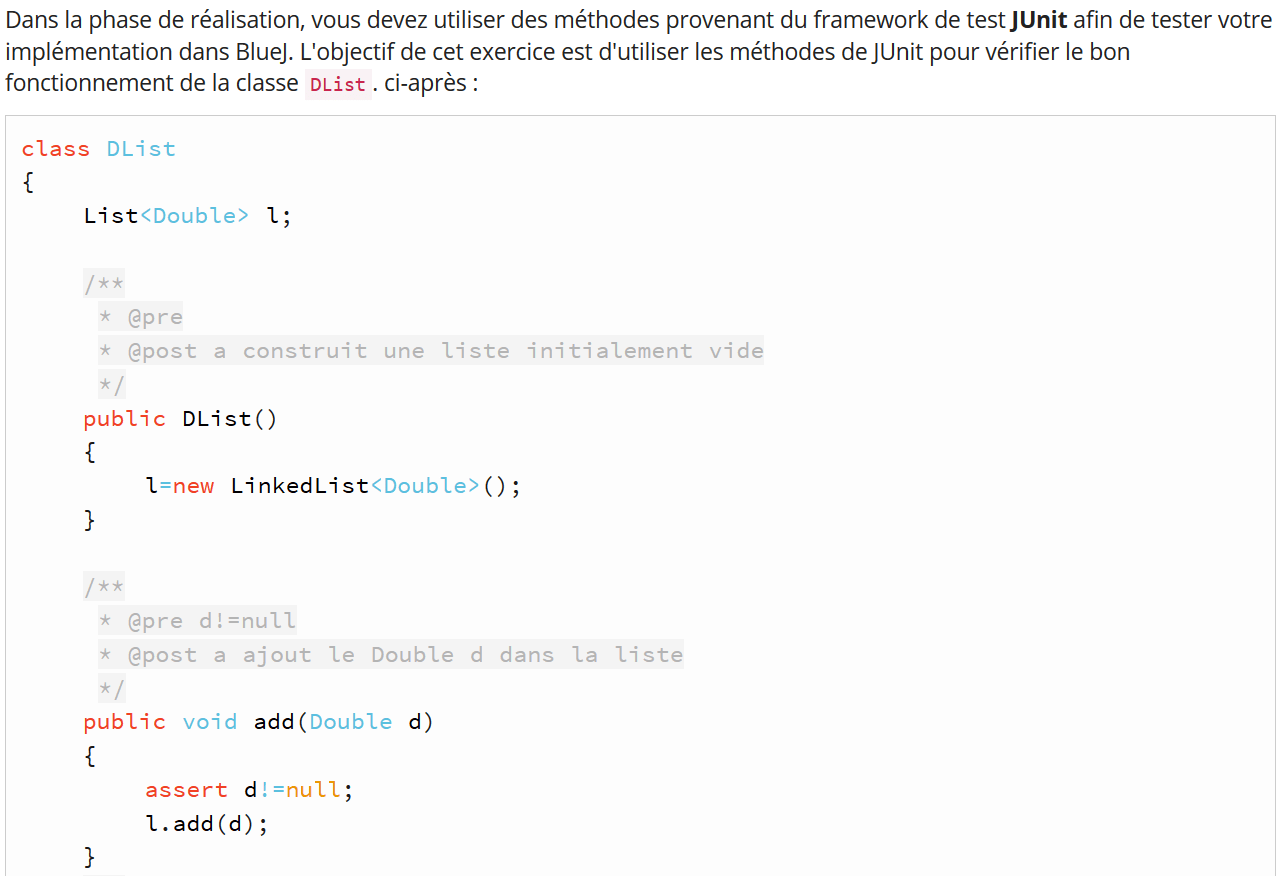 Dans la phase de réalisation, vous devez utiliser des méthodes provenant du framework de test JUnit afin de tester votre
implémentation dans BlueJ. L'objectif de cet exercice est d'utiliser les méthodes de JUnit pour vérifier le bon
fonctionnement de la classe DList . ci-après :
class DList
{
List<Double> l;
/**
* @pre
* @post a construit une liste initialement vide
*/
public DList()
{
l=new LinkedList<Double>();
}
/**
* @pre d!=null
* @post a ajout le Double d dans la liste
*/
public void add(Double d)
{
assert d!=null;
l.add(d);
}